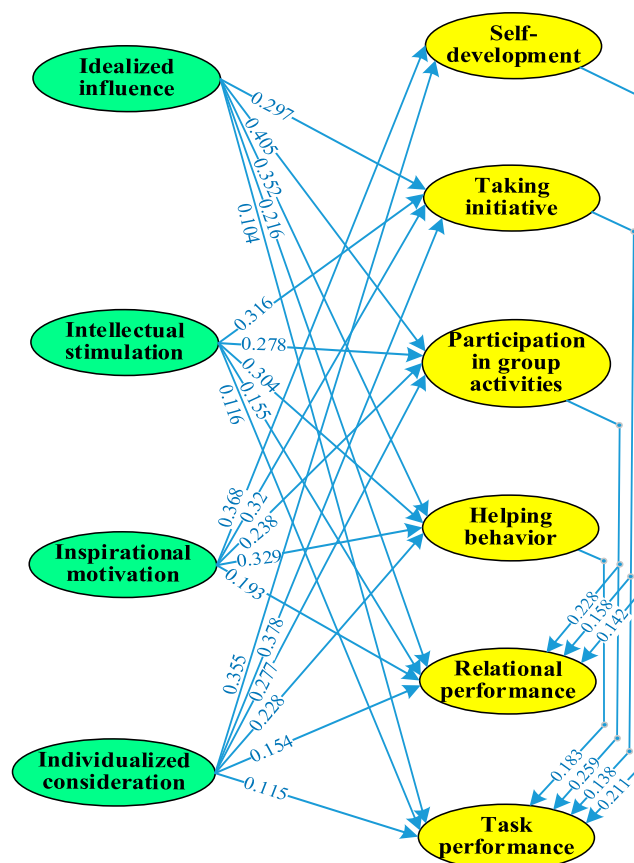 Idealized
influence
Intellectual
stimulation
Inspirational
motivation
Individualized
consideration
Self-
development
Taking
initiative
Participation
in group
activities
Helping
behavior
Relational
performance
Task
performance
0.297
0.405
0.352
0.216
0.104
0.316
0.278
0.304
0.155
0.116
0.368
0.32
0.238
0.329
0.193
0.355
0.378
0.277
0.228
0.154
0.115
0.228
0.158
0.142
0.183
0.259
0.138
0.211